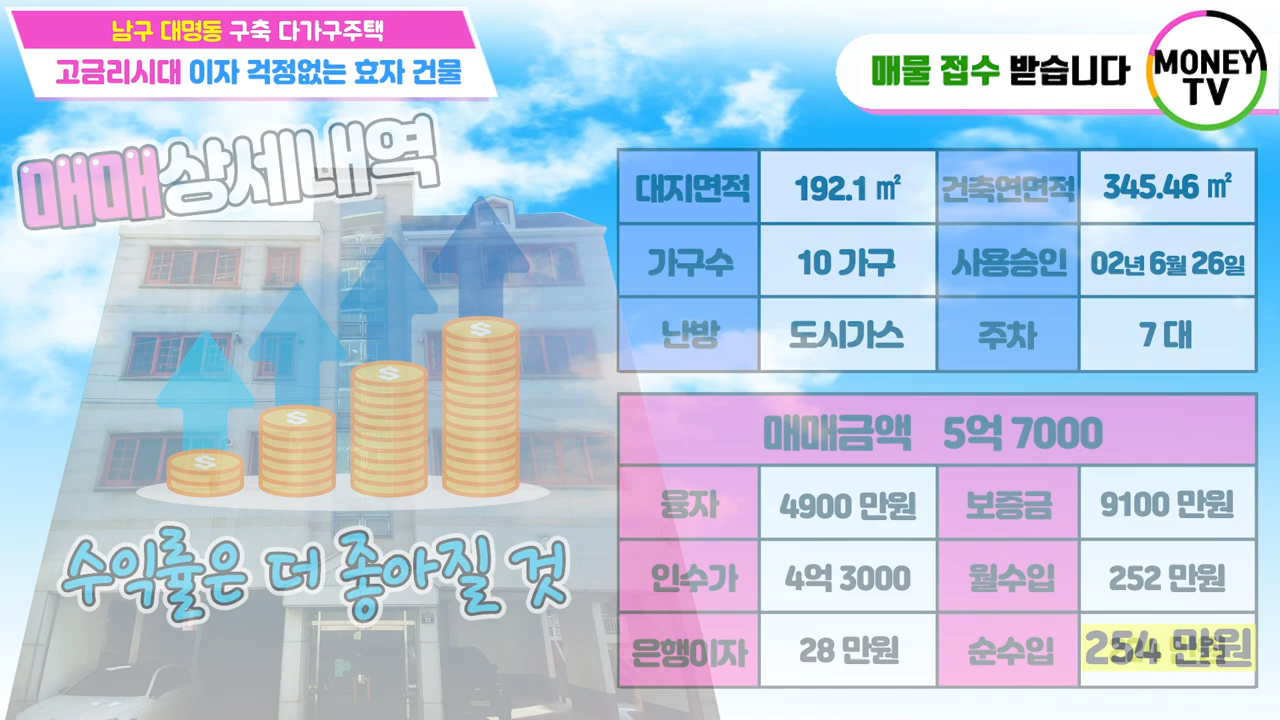 남구 대명동 구축 다가구주택
고금리시대 이자 걱정없는 효자 건물
매물 접수 받습니다
MONEY
TV
매매상세내역
대지면적 192.1 ㎡ 건축연면적 345.46 ㎡
가구수 10 가구 사용승인 02년 6월 26일
난방 도시가스 주차 7 대
매매금액 5억 7000
융자 4900 만원 보증금 9100 만원
인수가 4억 3000 월수입 252 만원
은행이자 28 만원 순수입 만원
수익률은 더 좋아질 것